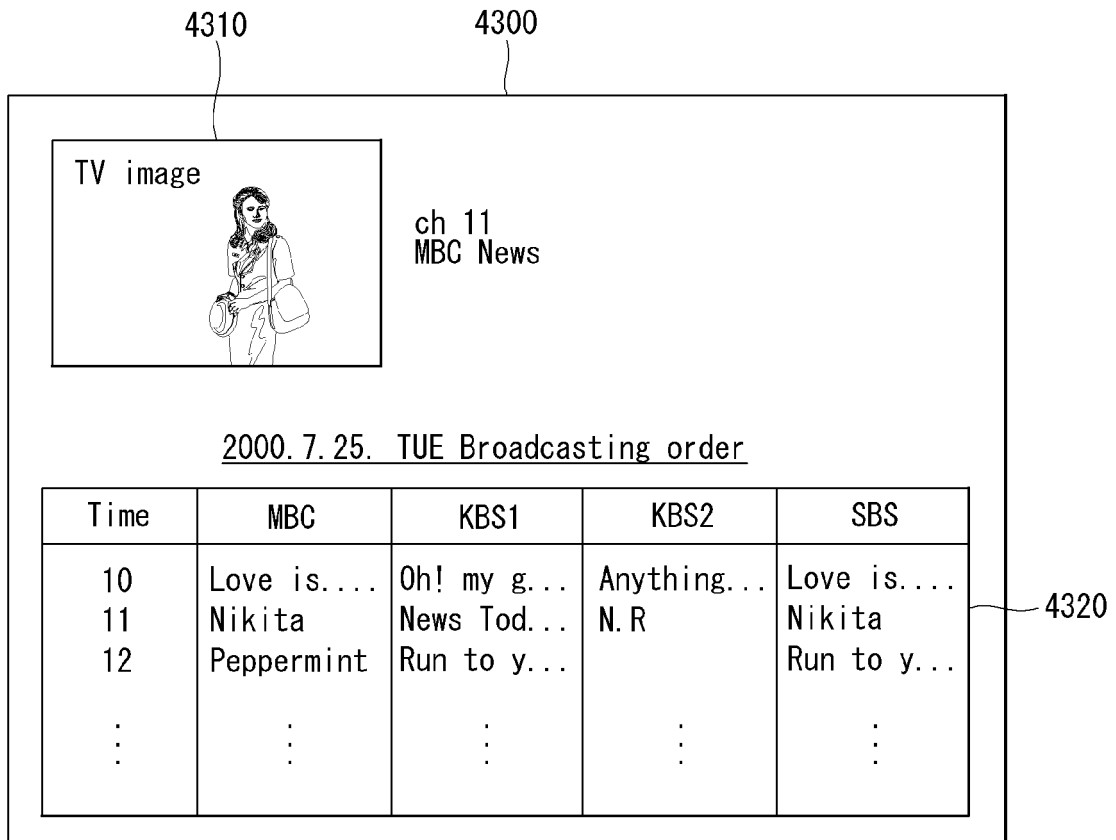 4310 4300
TV image
ch 11
MBC News
2000.7.25. TUE Broadcasting order
Time MBC KBS1 KBS2 SBS
10 Love is.... Oh! my g... Anything... Love is....
11 Nikita News Tod... N.R Nikita
12 Peppermint Run to y... Run to y...
4320